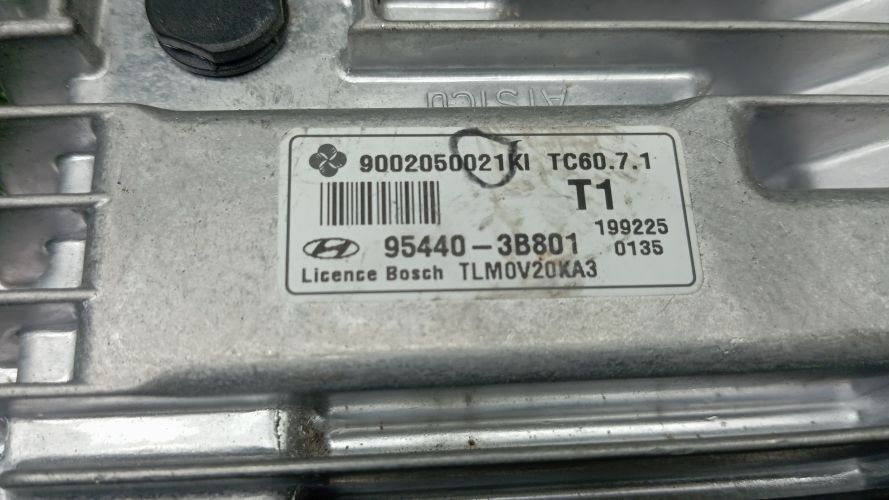 9002050021KI TC60.7.1
T1
199225
95440-3B801 0135
Licence Bosch TLM0V20KA3